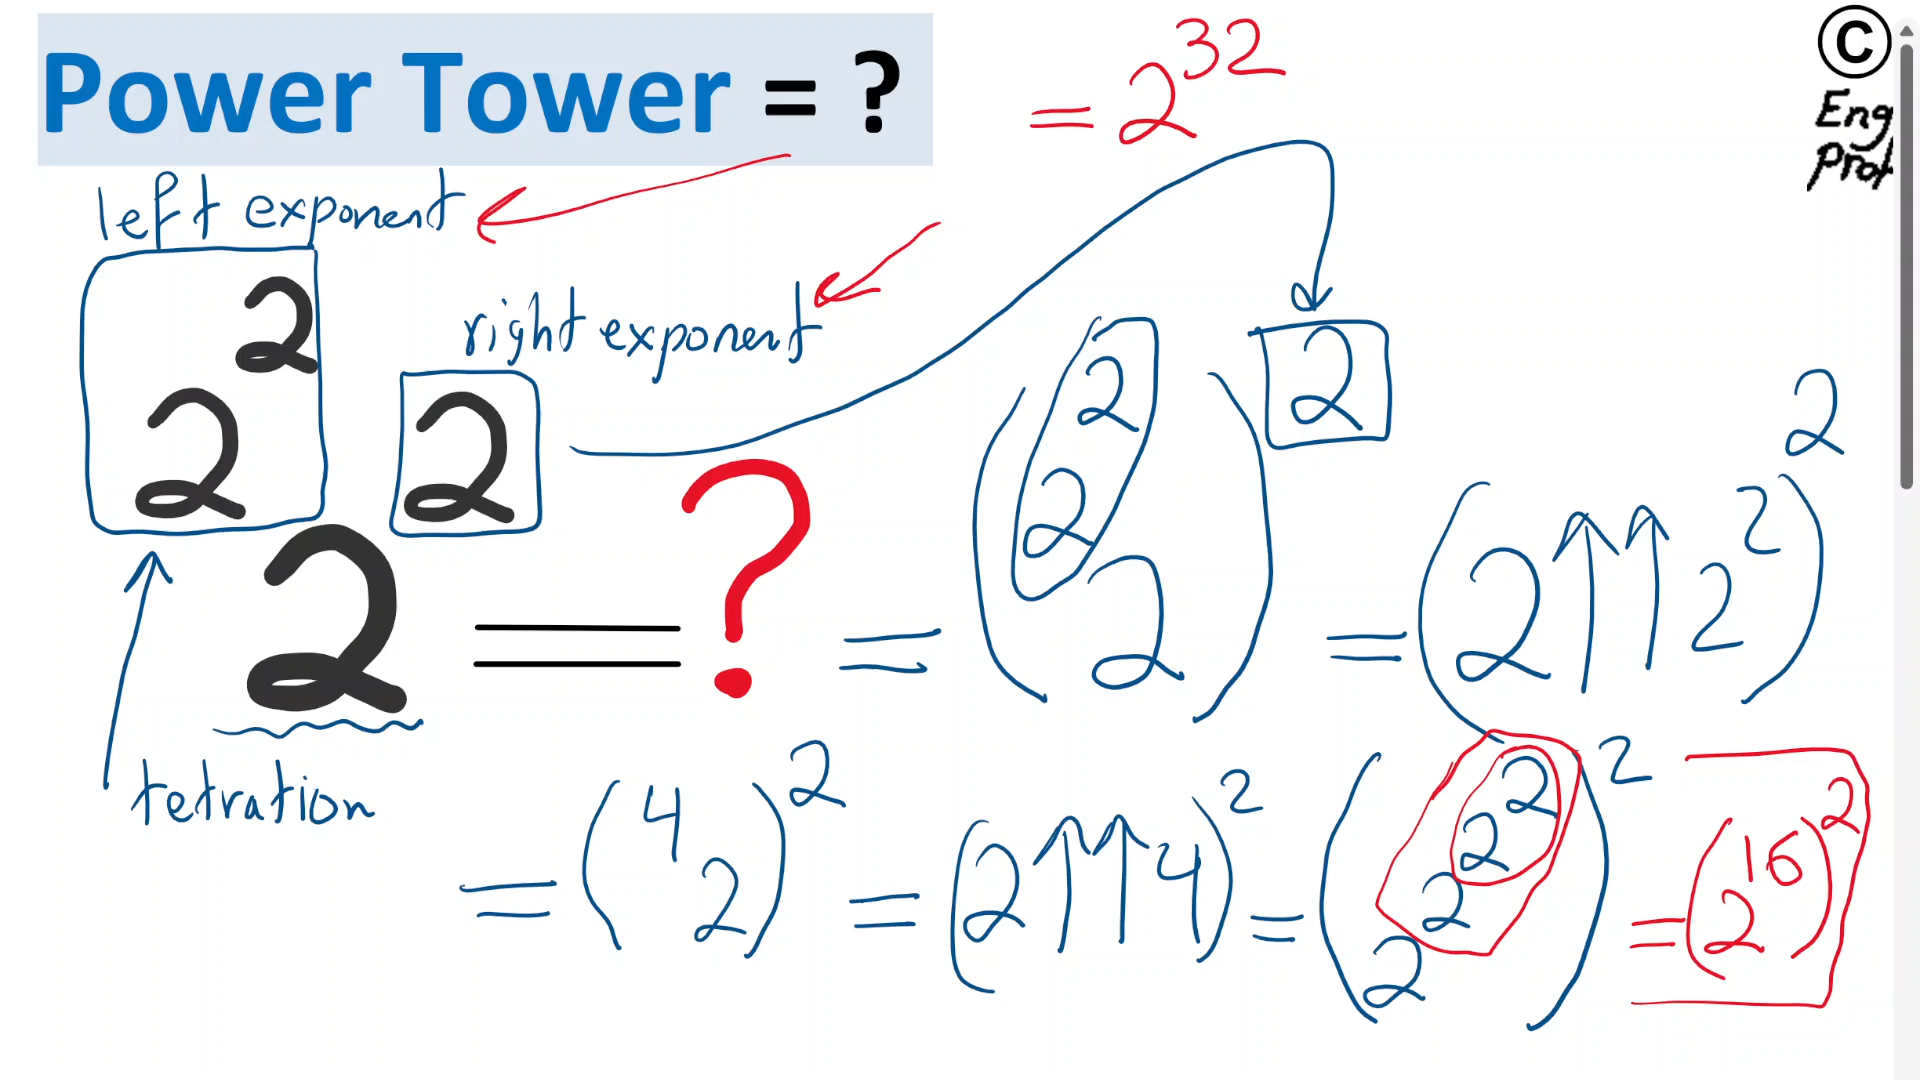 Power Tower = ?
= 2^32
© Eng
Prof
left exponent
right exponent
2
2 2
2 = ?
= (^(2^2) 2)^2 = (2↑↑2^2)^2
tetration
= (^4 2)^2 = (2↑↑4)^2 = (2^2^2^2)^2 = (2^16)^2